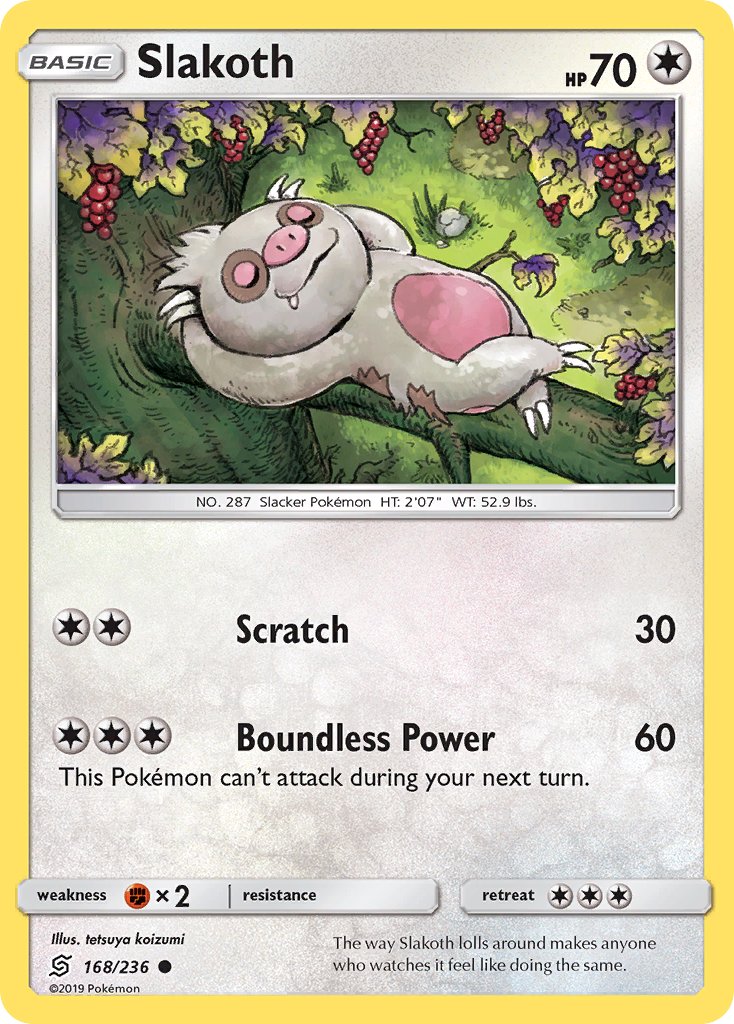 BASIC Slakoth HP 70
NO. 287 Slacker Pokémon HT: 2'07" WT: 52.9 lbs.
Scratch 30
Boundless Power 60
This Pokémon can't attack during your next turn.
weakness × 2 resistance retreat
Illus. tetsuya koizumi
168/236
©2019 Pokémon
The way Slakoth lolls around makes anyone
who watches it feel like doing the same.